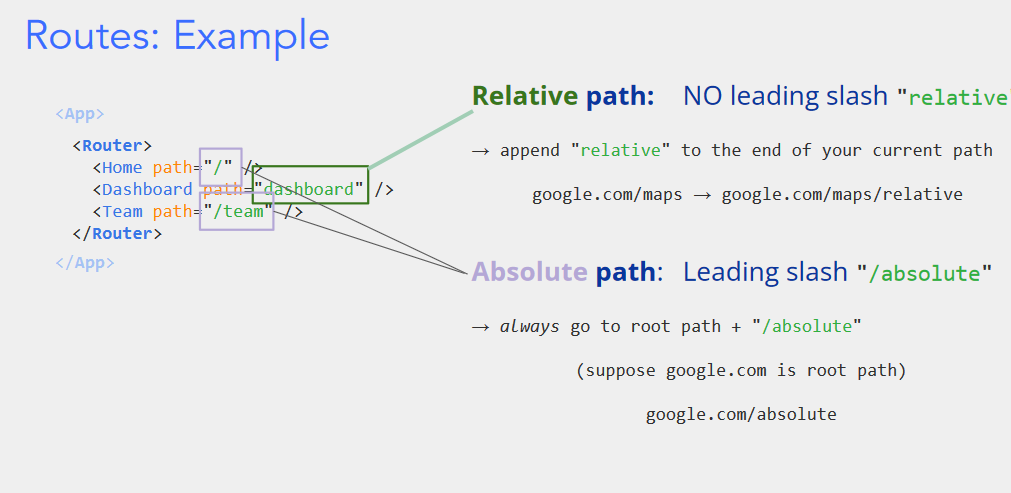 Routes: Example
<App>
<Router>
<Home path="/" />
<Dashboard path="dashboard" />
<Team path="/team" />
</Router>
</App>
Relative path: NO leading slash "relative"
→ append "relative" to the end of your current path
google.com/maps → google.com/maps/relative
Absolute path: Leading slash "/absolute"
→ always go to root path + "/absolute"
(suppose google.com is root path)
google.com/absolute